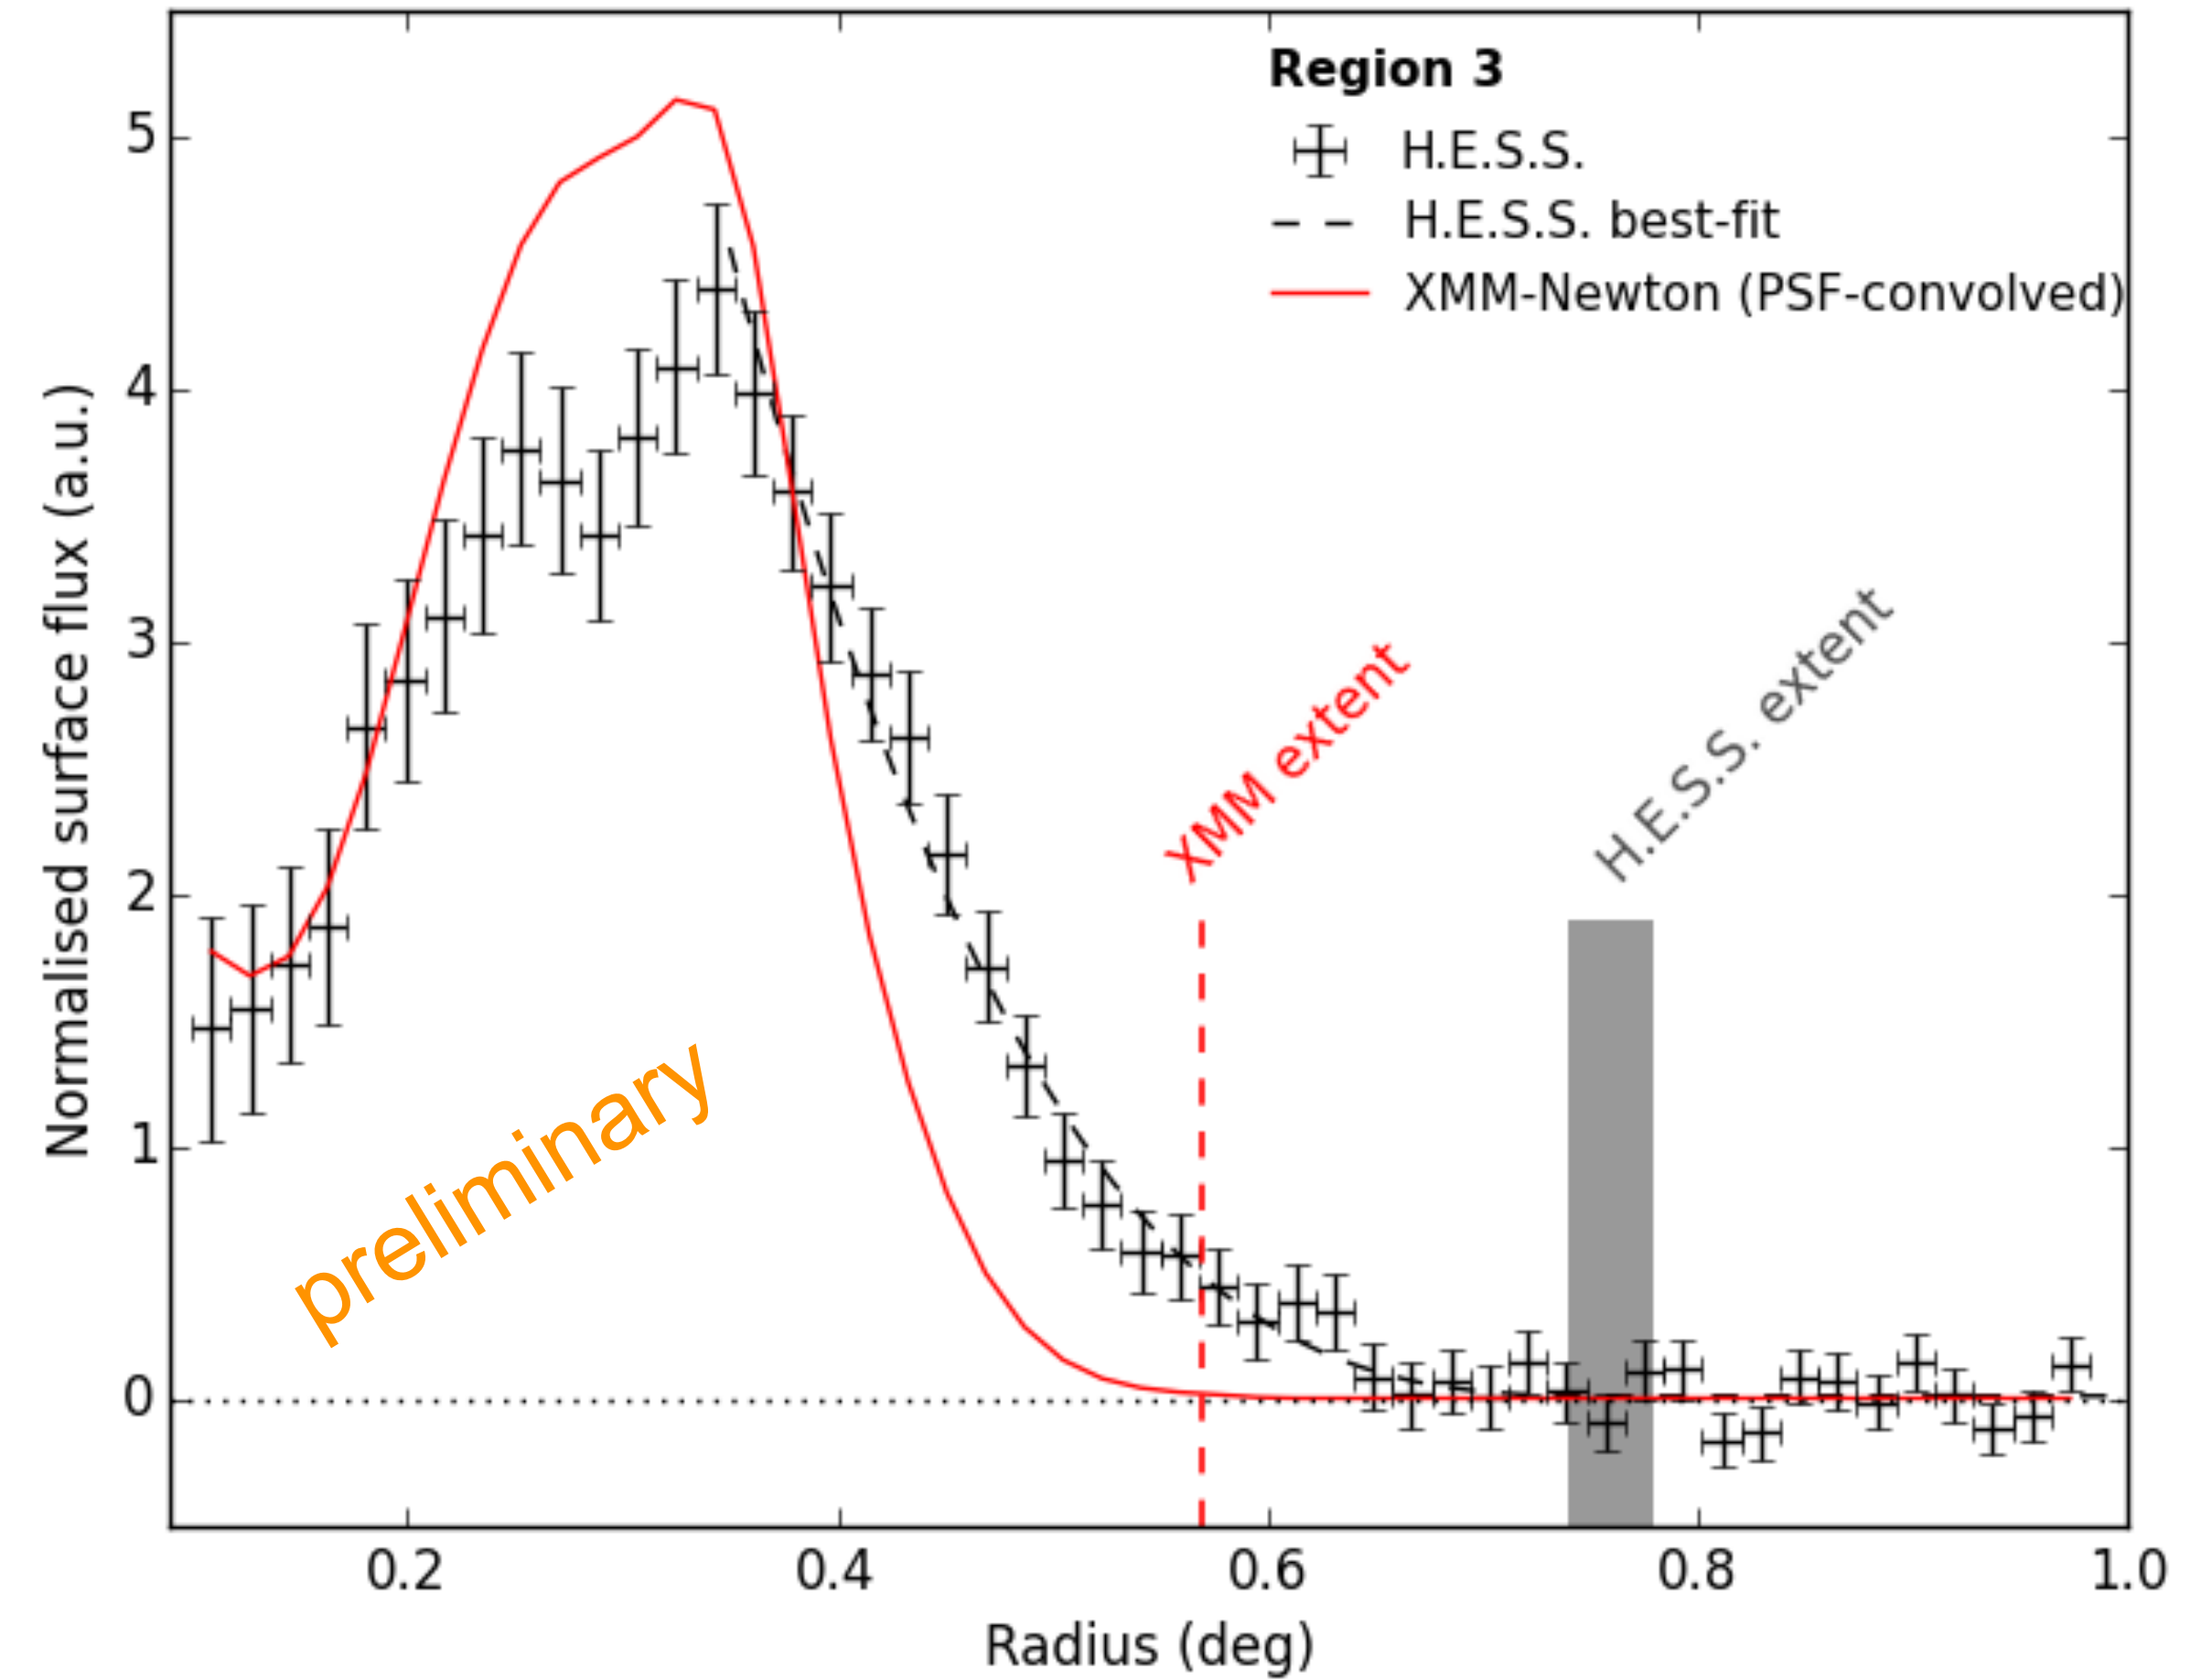 Region 3
H.E.S.S.
H.E.S.S. best-fit
XMM-Newton (PSF-convolved)
5
4
3
2
1
0
Normalised surface flux (a.u.)
XMM extent
H.E.S.S. extent
preliminary
0.2
0.4
0.6
0.8
1.0
Radius (deg)